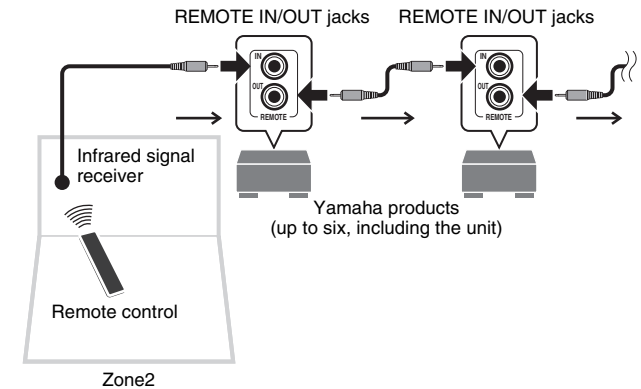 REMOTE IN/OUT jacks
REMOTE IN/OUT jacks
IN
OUT
REMOTE
IN
OUT
REMOTE
Infrared signal
receiver
Yamaha products
(up to six, including the unit)
Remote control
Zone2